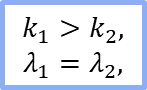 k₁ > k₂,
λ₁ = λ₂,